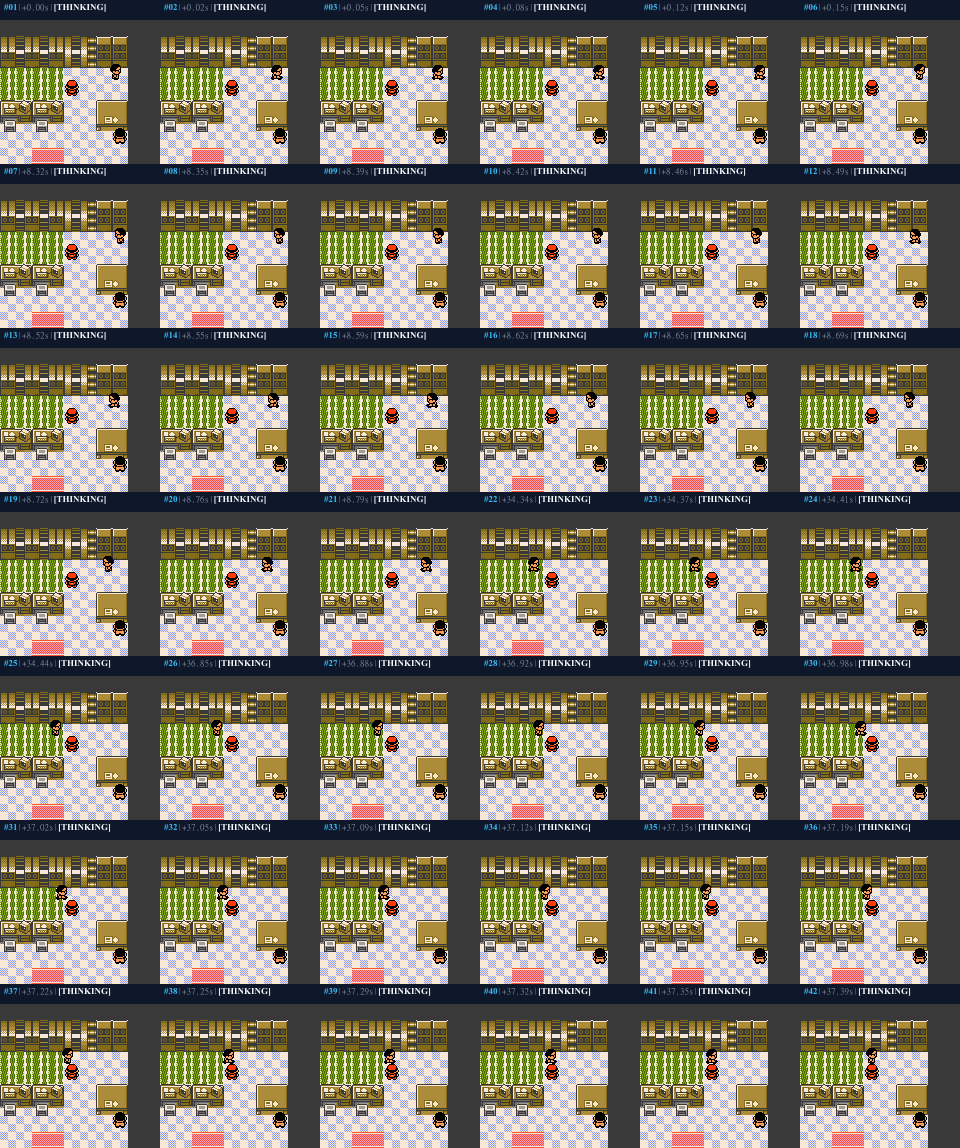 #01|+0.00s|[THINKING] #02|+0.02s|[THINKING] #03|+0.05s|[THINKING] #04|+0.08s|[THINKING] #05|+0.12s|[THINKING] #06|+0.15s|[THINKING]
#07|+8.32s|[THINKING] #08|+8.35s|[THINKING] #09|+8.39s|[THINKING] #10|+8.42s|[THINKING] #11|+8.46s|[THINKING] #12|+8.49s|[THINKING]
#13|+8.52s|[THINKING] #14|+8.55s|[THINKING] #15|+8.59s|[THINKING] #16|+8.62s|[THINKING] #17|+8.65s|[THINKING] #18|+8.69s|[THINKING]
#19|+8.72s|[THINKING] #20|+8.76s|[THINKING] #21|+8.79s|[THINKING] #22|+34.34s|[THINKING] #23|+34.37s|[THINKING] #24|+34.41s|[THINKING]
#25|+34.44s|[THINKING] #26|+36.85s|[THINKING] #27|+36.88s|[THINKING] #28|+36.92s|[THINKING] #29|+36.95s|[THINKING] #30|+36.98s|[THINKING]
#31|+37.02s|[THINKING] #32|+37.05s|[THINKING] #33|+37.09s|[THINKING] #34|+37.12s|[THINKING] #35|+37.15s|[THINKING] #36|+37.19s|[THINKING]
#37|+37.22s|[THINKING] #38|+37.25s|[THINKING] #39|+37.29s|[THINKING] #40|+37.32s|[THINKING] #41|+37.35s|[THINKING] #42|+37.39s|[THINKING]